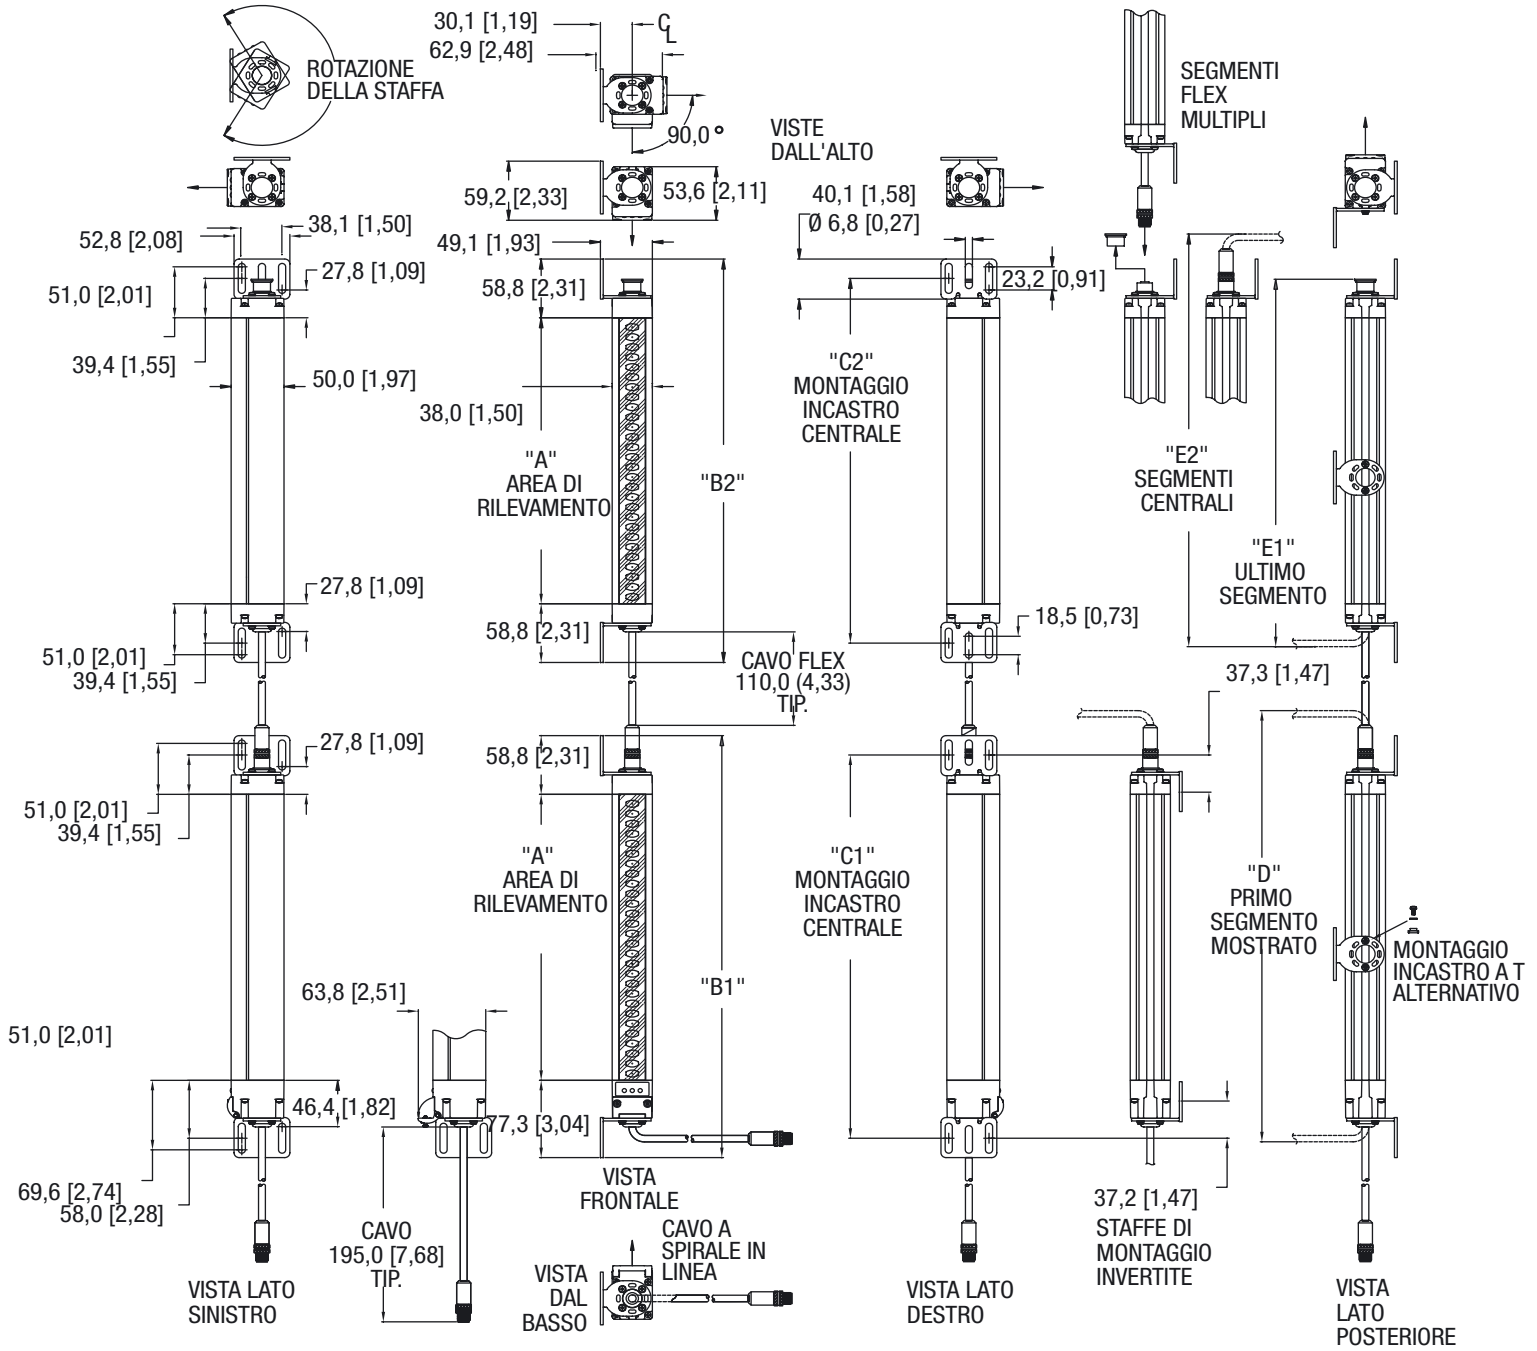 30,1 [1,19]
CL
62,9 [2,48]
ROTAZIONE
DELLA STAFFA
90,0°
VISTE
DALL'ALTO
SEGMENTI
FLEX
MULTIPLI
59,2 [2,33]
53,6 [2,11]
40,1 [1,58]
Ø 6,8 [0,27]
38,1 [1,50]
52,8 [2,08]
49,1 [1,93]
27,8 [1,09]
51,0 [2,01]
58,8 [2,31]
23,2 [0,91]
39,4 [1,55]
50,0 [1,97]
38,0 [1,50]
"C2"
MONTAGGIO
INCASTRO
CENTRALE
"A"
AREA DI
RILEVAMENTO
"B2"
"E2"
SEGMENTI
CENTRALI
"E1"
ULTIMO
SEGMENTO
27,8 [1,09]
58,8 [2,31]
18,5 [0,73]
51,0 [2,01]
39,4 [1,55]
CAVO FLEX
110,0 (4,33)
TIP.
37,3 [1,47]
27,8 [1,09]
58,8 [2,31]
51,0 [2,01]
39,4 [1,55]
"A"
AREA DI
RILEVAMENTO
"C1"
MONTAGGIO
INCASTRO
CENTRALE
"D"
PRIMO
SEGMENTO
MOSTRATO
MONTAGGIO
INCASTRO A T
ALTERNATIVO
63,8 [2,51]
"B1"
51,0 [2,01]
46,4 [1,82]
77,3 [3,04]
69,6 [2,74]
58,0 [2,28]
VISTA
FRONTALE
37,2 [1,47]
STAFFE DI
MONTAGGIO
INVERTITE
CAVO
195,0 [7,68]
TIP.
CAVO A
SPIRALE IN
LINEA
VISTA
DAL
BASSO
VISTA LATO
SINISTRO
VISTA LATO
DESTRO
VISTA
LATO
POSTERIORE